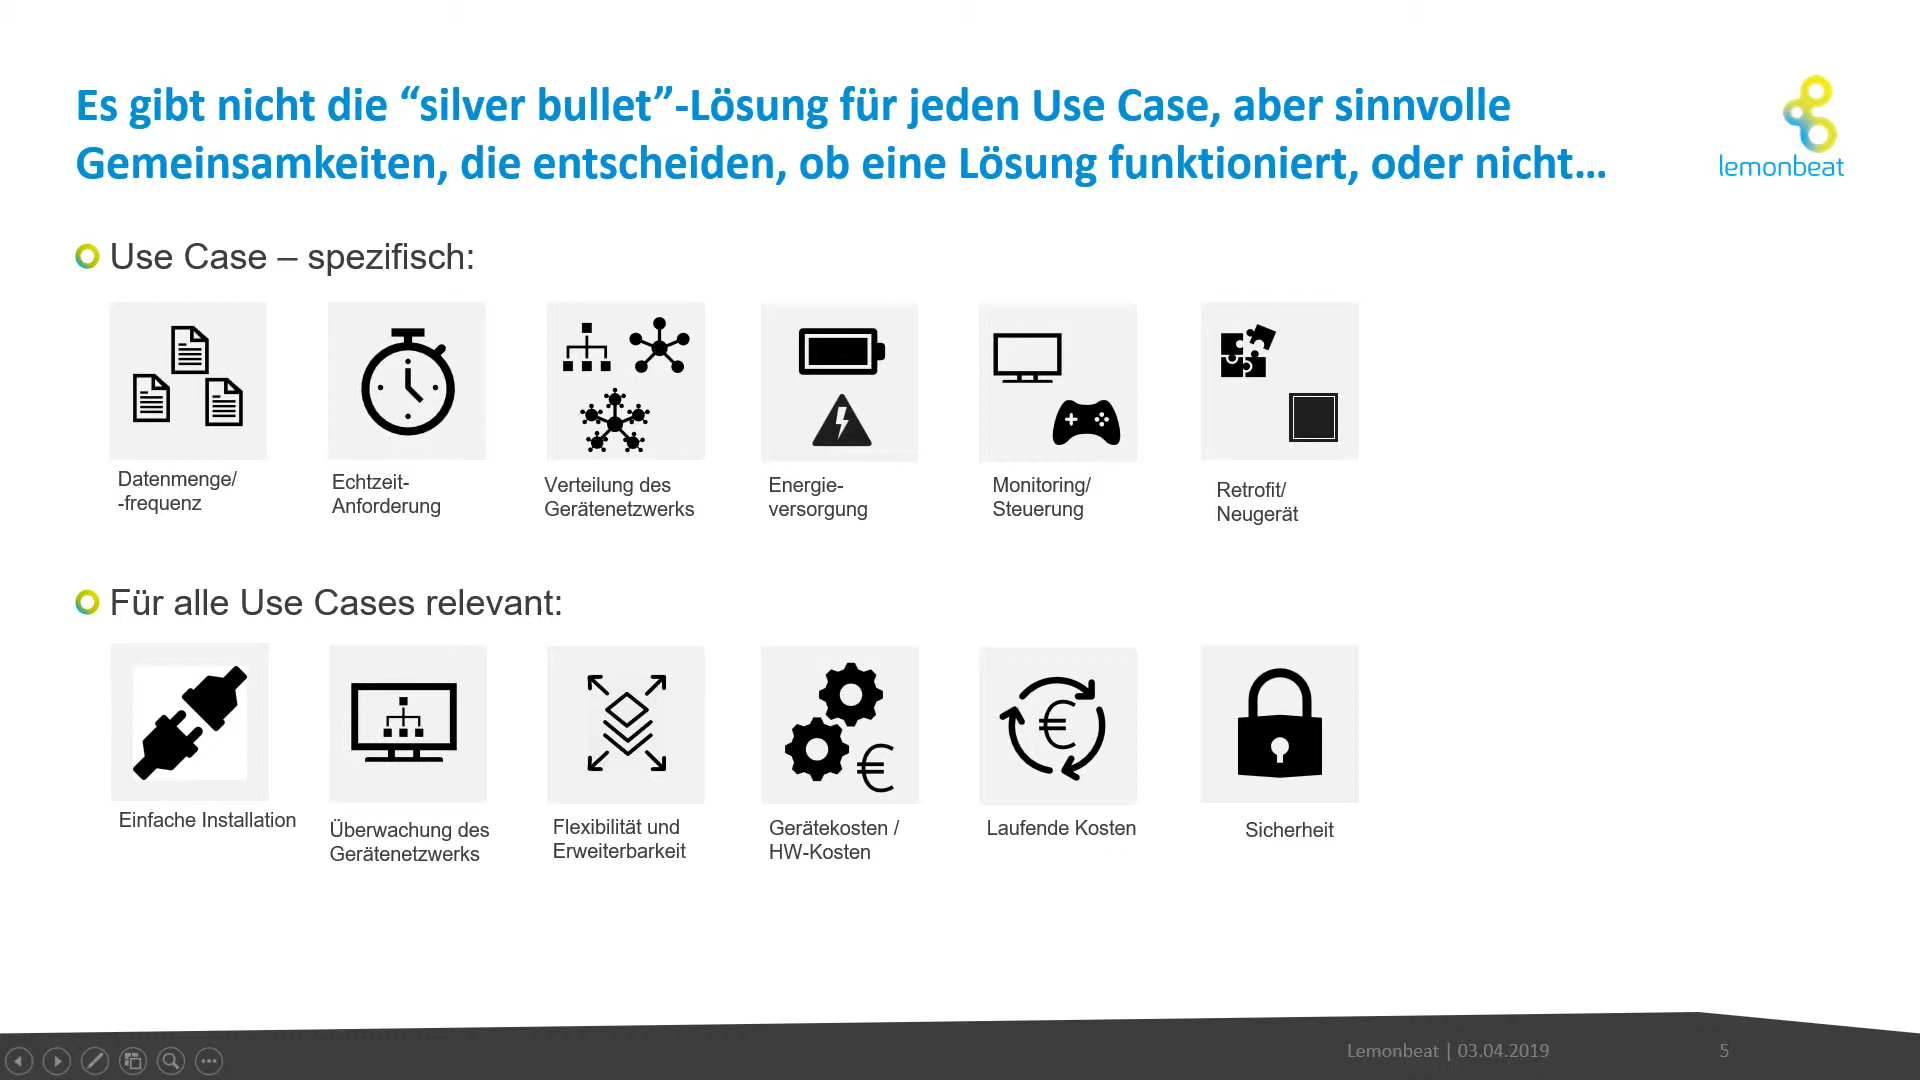 Es gibt nicht die “silver bullet”-Lösung für jeden Use Case, aber sinnvolle
Gemeinsamkeiten, die entscheiden, ob eine Lösung funktioniert, oder nicht…
lemonbeat
Use Case – spezifisch:
Datenmenge/
-frequenz
Echtzeit-
Anforderung
Verteilung des
Gerätenetzwerks
Energie-
versorgung
Monitoring/
Steuerung
Retrofit/
Neugerät
Für alle Use Cases relevant:
€
€
Einfache Installation
Überwachung des
Gerätenetzwerks
Flexibilität und
Erweiterbarkeit
Gerätekosten /
HW-Kosten
Laufende Kosten
Sicherheit
Lemonbeat | 03.04.2019
5